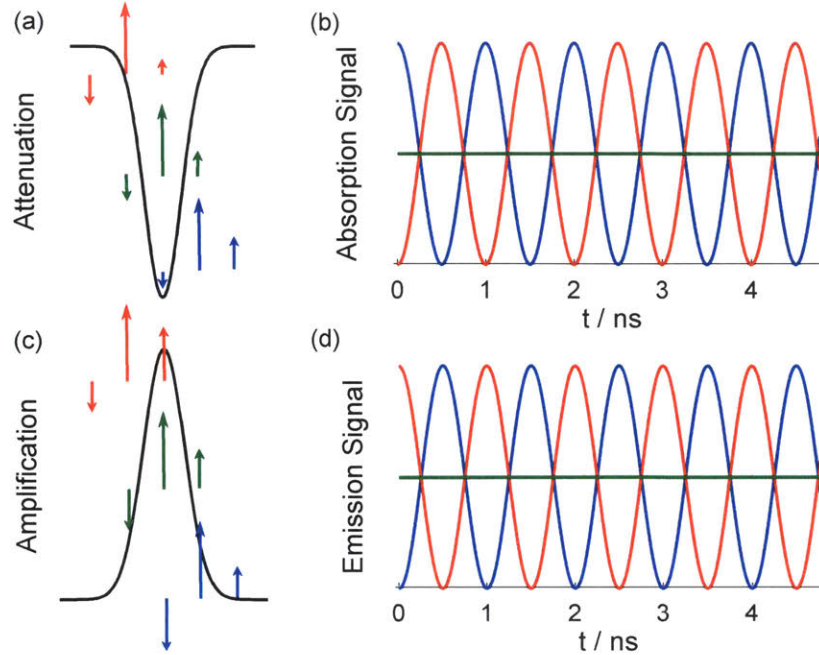 (a)
Attenuation
(b)
Absorption Signal
0 1 2 3 4
t / ns
(c)
Amplification
(d)
Emission Signal
0 1 2 3 4
t / ns